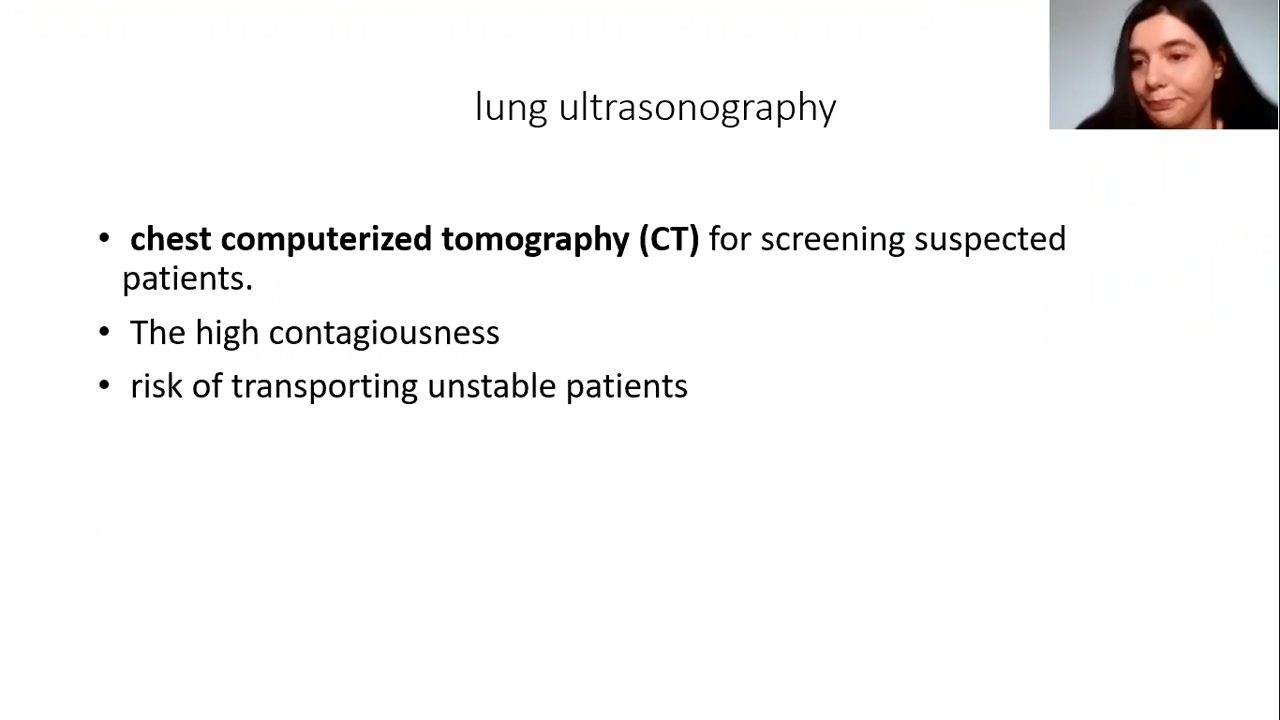 lung ultrasonography
• chest computerized tomography (CT) for screening suspected
patients.
• The high contagiousness
• risk of transporting unstable patients